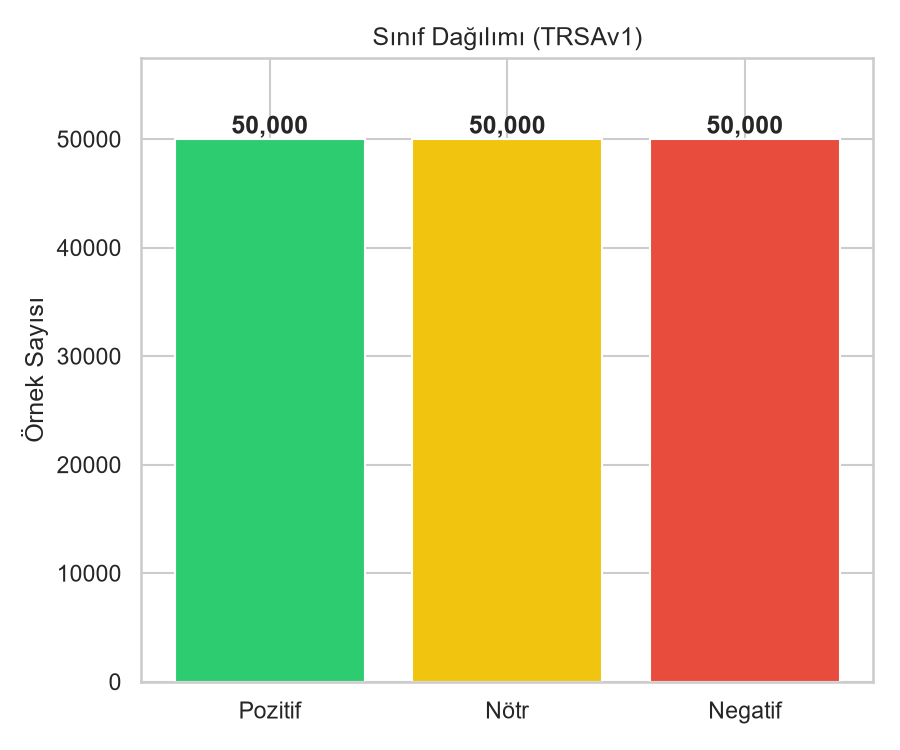 Sınıf Dağılımı (TRSAv1)
50,000 50,000 50,000
50000
40000
30000
20000
10000
0
Örnek Sayısı
Pozitif Nötr Negatif